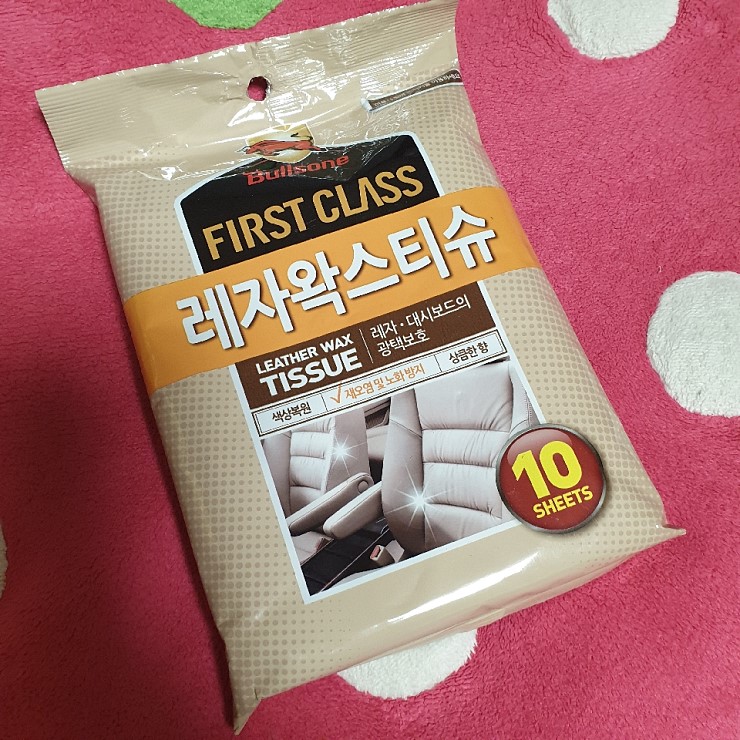 Bullsone
FIRST CLASS
레자왁스티슈
LEATHER WAX
TISSUE
레자·대시보드의
광택보호
색상복원
√재오염 및 노화 방지
상큼한 향
10
SHEETS